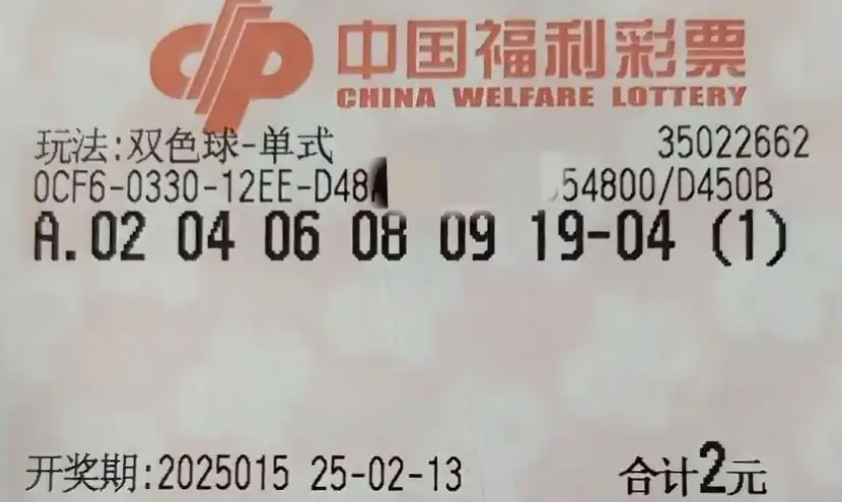 中国福利彩票
CHINA WELFARE LOTTERY
玩法:双色球-单式 35022662
0CF6-0330-12EE-D48 54800/D450B
A.02 04 06 08 09 19-04 (1)
开奖期:2025015 25-02-13 合计2元